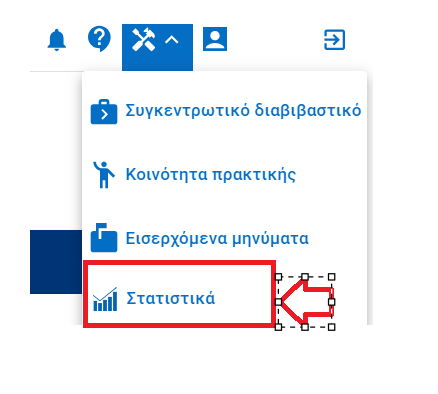 Συγκεντρωτικό διαβιβαστικό
Κοινότητα πρακτικής
Εισερχόμενα μηνύματα
Στατιστικά